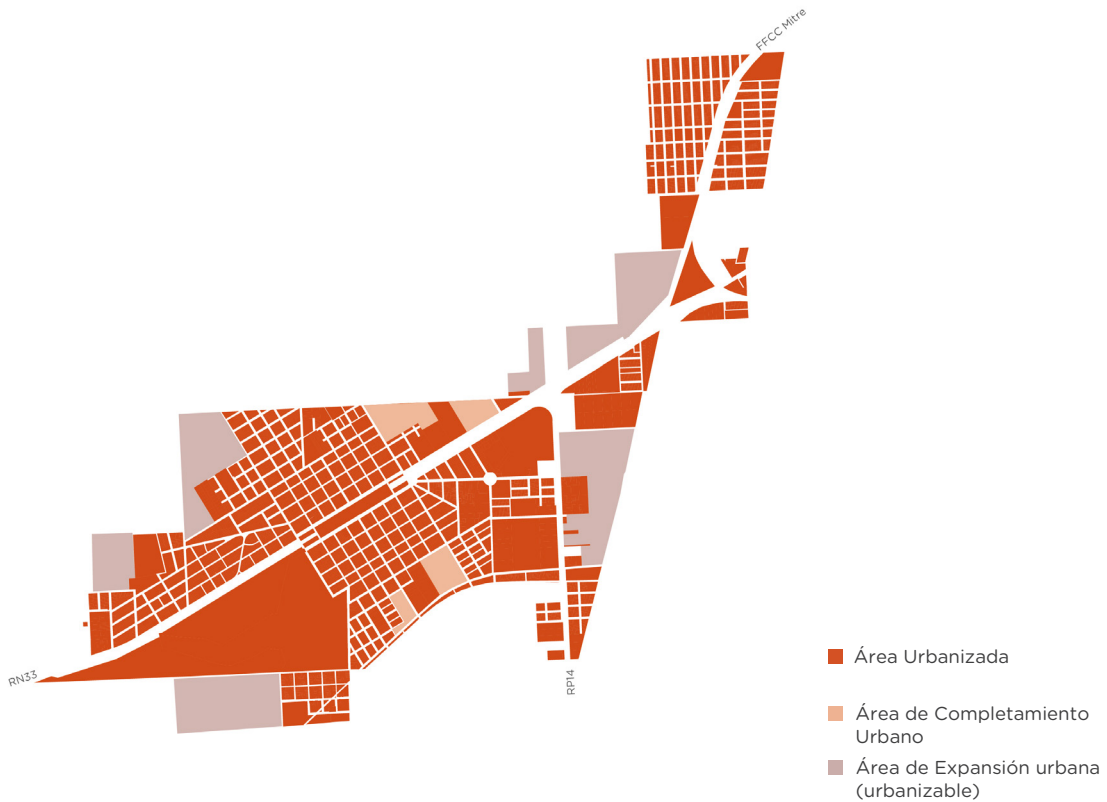 FFCC Mitre
RN33
RP14
Área Urbanizada
Área de Completamiento
Urbano
Área de Expansión urbana
(urbanizable)